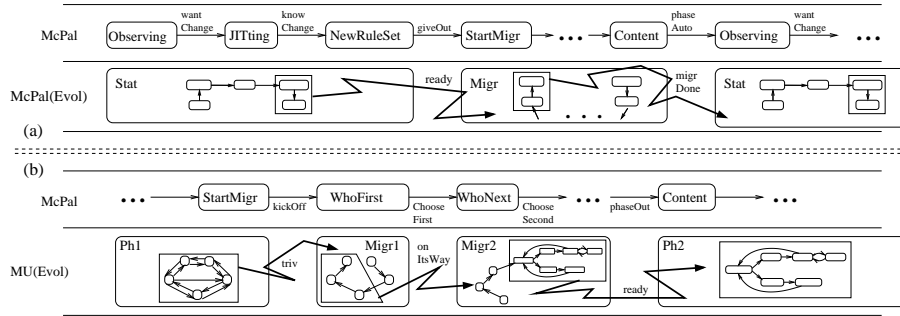 McPal
Observing
want
Change
JITting
know
Change
NewRuleSet
giveOut
StartMigr
•••
Content
phase
Auto
Observing
want
Change
•••
McPal(Evol)
Stat
ready
Migr
• • •
migr
Done
Stat
(a)
(b)
McPal
•••
StartMigr
kickOff
WhoFirst
Choose
First
WhoNext
Choose
Second
•••
phaseOut
Content
•••
MU(Evol)
Ph1
triv
Migr1
on
ItsWay
Migr2
ready
Ph2